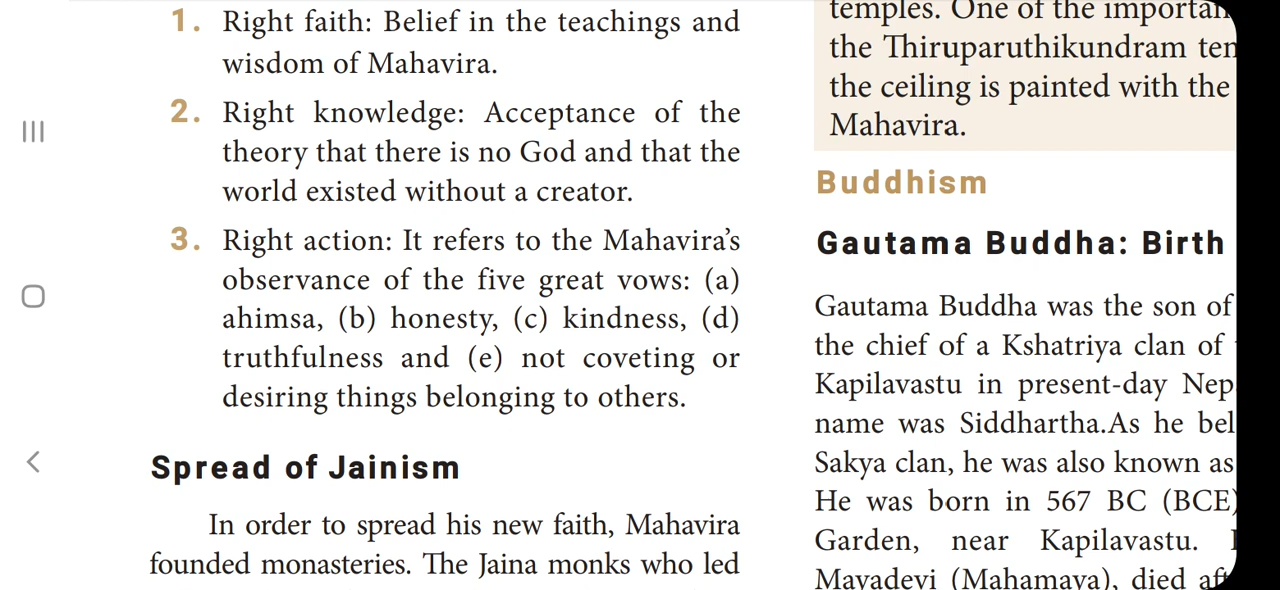 1. Right faith: Belief in the teachings and
wisdom of Mahavira.
2. Right knowledge: Acceptance of the
theory that there is no God and that the
world existed without a creator.
3. Right action: It refers to the Mahavira's
observance of the five great vows: (a)
ahimsa, (b) honesty, (c) kindness, (d)
truthfulness and (e) not coveting or
desiring things belonging to others.
Spread of Jainism
In order to spread his new faith, Mahavira
founded monasteries. The Jaina monks who led
temples. One of the
the Thiruparuthikundram
the ceiling is painted with the
Mahavira.
Buddhism
Gautama Buddha: Birth
Gautama Buddha was the son of
the chief of a Kshatriya clan of
Kapilavastu in present-day
name was Siddhartha.As he
Sakya clan, he was also known as
He was born in 567 BC (BCE)
Garden, near Kapilavastu.
Mayadevi (Mahamaya), died